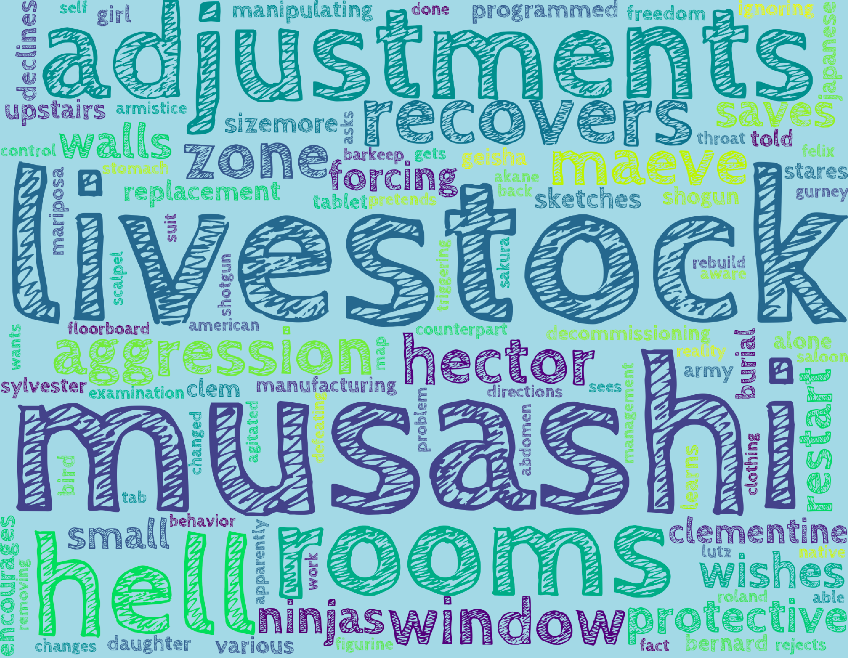 self
girl
manipulating
done
programmed
freedom
ignoring
declines
adjustments
japanese
upstairs
armistice
sizemore
asks
recovers
saves
control
walls
stomach
zone
barkeep
gets
geisha
maeve
throat
told
felix
forcing
akane
back
stares
mariposa
replacement
tablet
pretends
sketches
shogun
gurney
livestock
suit
scalpel
shotgun
triggering
sakura
rebuild
aware
floorboard
american
counterpart
decommissioning
alone
wants
aggression
map
hector
reality
saloon
army
burial
sylvester
examination
clem
manufacturing
directions
sees
musashi
changed
agitated
defeating
problem
abdomen
management
restart
bird
tab
learns
clothing
encourages
small
behavior
apparently
rooms
clementine
lutz
native
removing
hell
work
wishes
roland
able
ninjas
window
protective
changes
daughter
various
figurine
fact
bernard
rejects